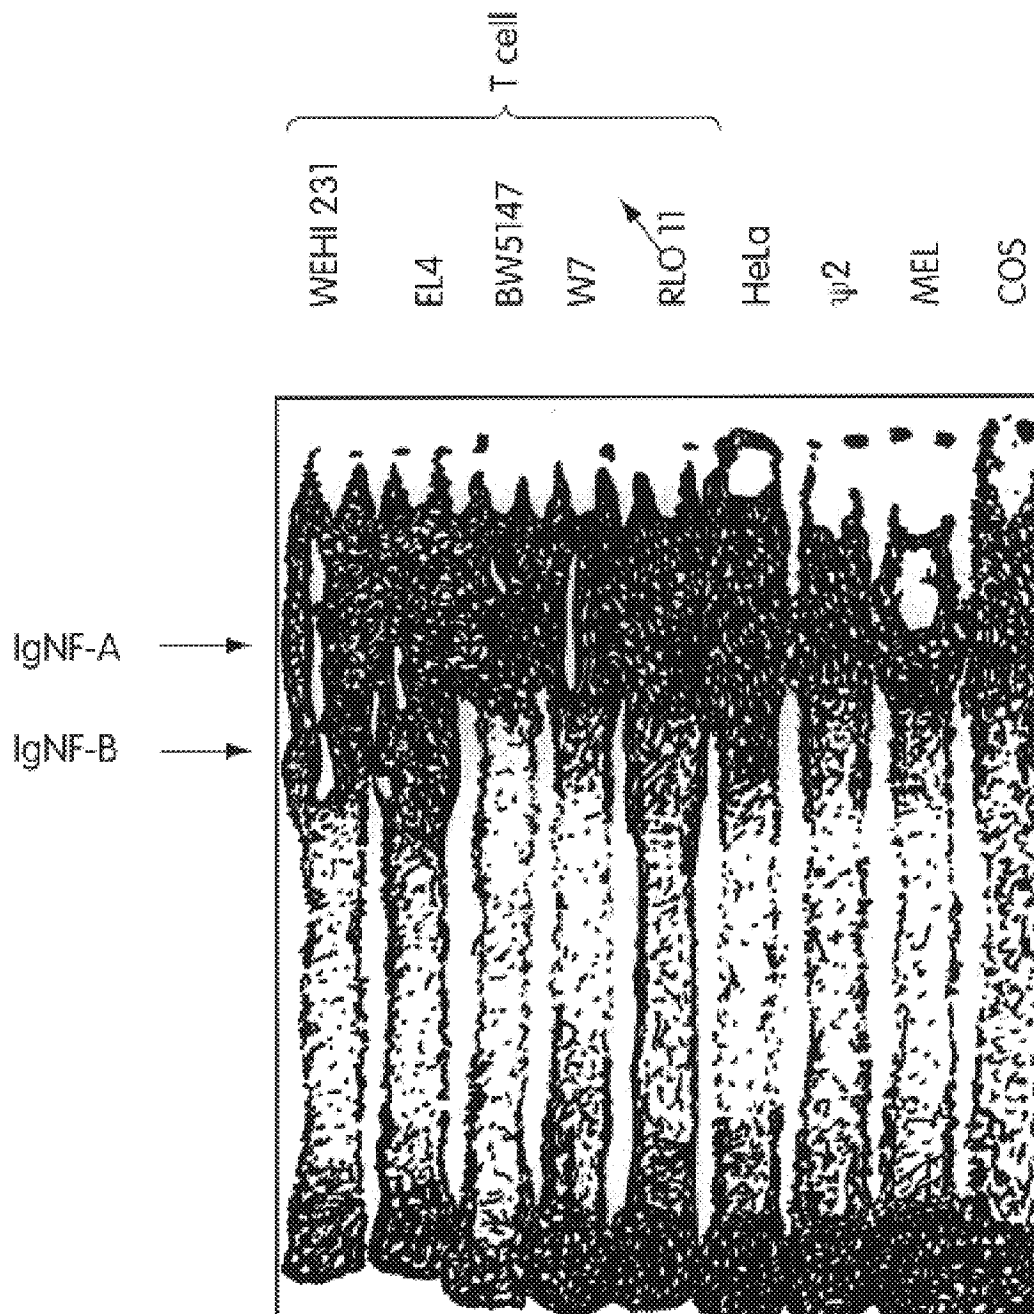 T cell
WEHI 231
EL4
BW5147
W7
RLO 11
HeLa
ψ2
MEL
COS
IgNF-A
IgNF-B